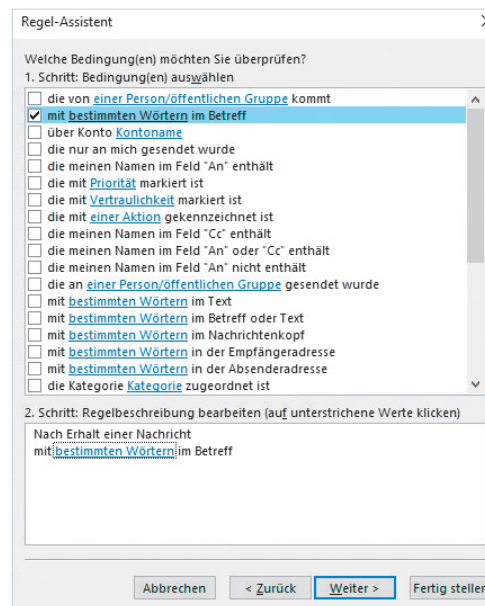 Regel-Assistent
Welche Bedingung(en) möchten Sie überprüfen?
1. Schritt: Bedingung(en) auswählen
die von einer Person/öffentlichen Gruppe kommt
mit bestimmten Wörtern im Betreff
über Konto Kontoname
die nur an mich gesendet wurde
die meinen Namen im Feld "An" enthält
die mit Priorität markiert ist
die mit Vertraulichkeit markiert ist
die mit einer Aktion gekennzeichnet ist
die meinen Namen im Feld "Cc" enthält
die meinen Namen im Feld "An" oder "Cc" enthält
die meinen Namen im Feld "An" nicht enthält
die an einer Person/öffentlichen Gruppe gesendet wurde
mit bestimmten Wörtern im Text
mit bestimmten Wörtern im Betreff oder Text
mit bestimmten Wörtern im Nachrichtenkopf
mit bestimmten Wörtern in der Empfängeradresse
mit bestimmten Wörtern in der Absenderadresse
die Kategorie Kategorie zugeordnet ist
2. Schritt: Regelbeschreibung bearbeiten (auf unterstrichene Werte klicken)
Nach Erhalt einer Nachricht
mit bestimmten Wörtern im Betreff
Abbrechen < Zurück Weiter > Fertig steller